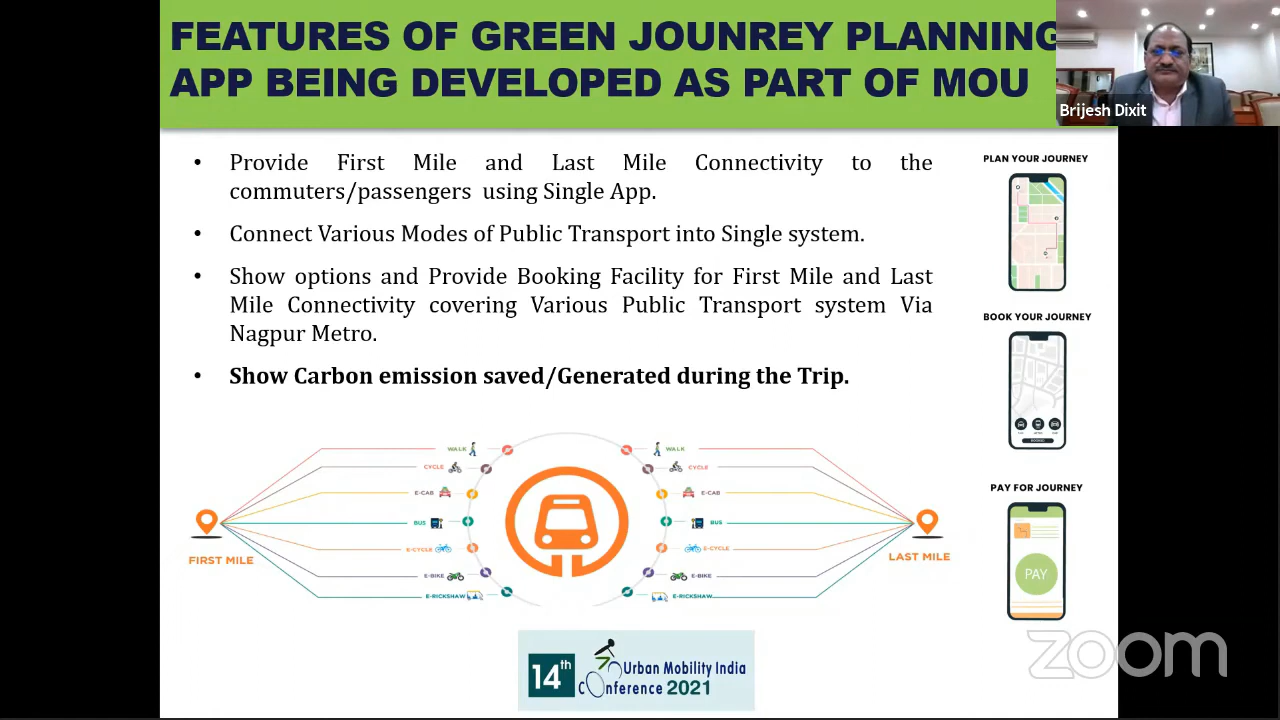 FEATURES OF GREEN JOUNREY PLANNING
APP BEING DEVELOPED AS PART OF MOU
Brijesh Dixit
• Provide First Mile and Last Mile Connectivity to the
commuters/passengers using Single App.
• Connect Various Modes of Public Transport into Single system.
• Show options and Provide Booking Facility for First Mile and Last
Mile Connectivity covering Various Public Transport system Via
Nagpur Metro.
• Show Carbon emission saved/Generated during the Trip.
PLAN YOUR JOURNEY
BOOK YOUR JOURNEY
PAY FOR JOURNEY
PAY
FIRST MILE
WALK
CYCLE
E-CAB
BUS
E-CYCLE
E-BIKE
E-RICKSHAW
WALK
CYCLE
E-CAB
BUS
E-CYCLE
E-BIKE
E-RICKSHAW
LAST MILE
14th
Urban Mobility India
Conference 2021
zoom